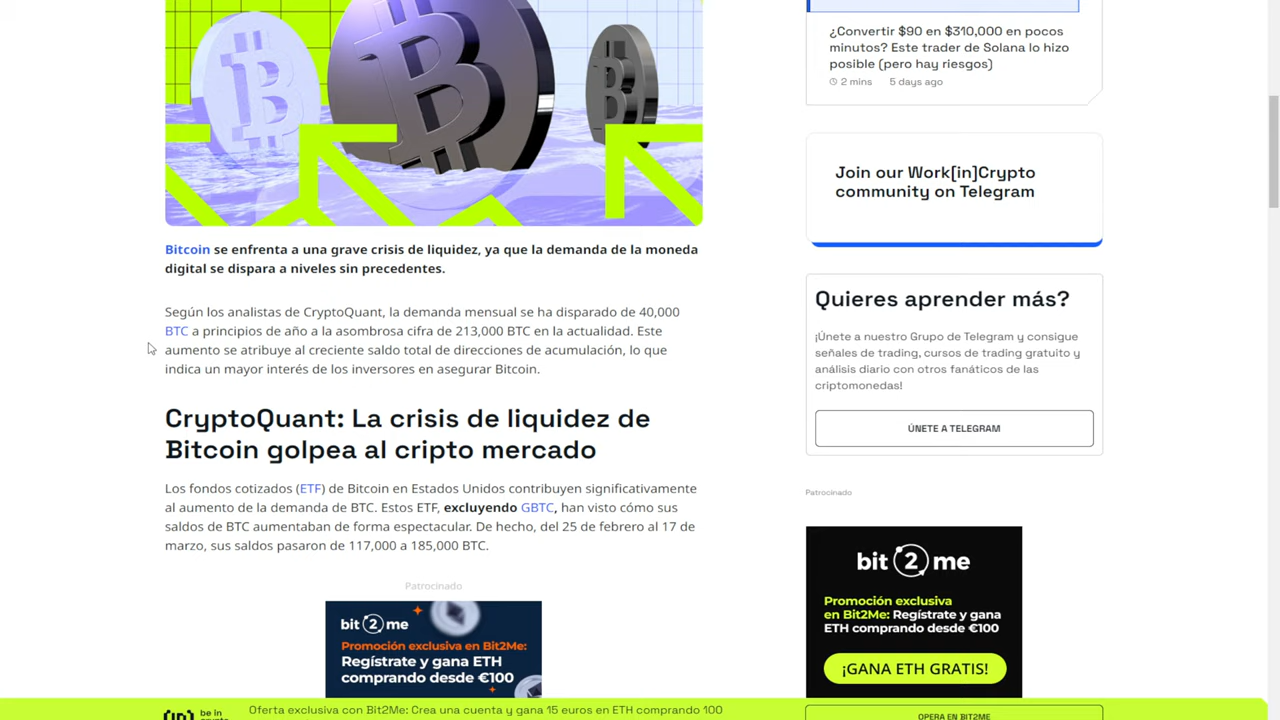 Bitcoin se enfrenta a una grave crisis de liquidez, ya que la demanda de la moneda
digital se dispara a niveles sin precedentes.
Según los analistas de CryptoQuant, la demanda mensual se ha disparado de 40,000
BTC a principios de año a la asombrosa cifra de 213,000 BTC en la actualidad. Este
aumento se atribuye al creciente saldo total de direcciones de acumulación, lo que
indica un mayor interés de los inversores en asegurar Bitcoin.
CryptoQuant: La crisis de liquidez de
Bitcoin golpea al cripto mercado
Los fondos cotizados (ETF) de Bitcoin en Estados Unidos contribuyen significativamente
al aumento de la demanda de BTC. Estos ETF, excluyendo GBTC, han visto cómo sus
saldos de BTC aumentaban de forma espectacular. De hecho, del 25 de febrero al 17 de
marzo, sus saldos pasaron de 117,000 a 185,000 BTC.
Patrocinado
bit2me
Promoción exclusiva en Bit2Me:
Regístrate y gana ETH
comprando desde €100
¿Convertir $90 en $310,000 en pocos
minutos? Este trader de Solana lo hizo
posible (pero hay riesgos)
2 mins 5 days ago
Join our Work[in]Crypto
community on Telegram
Quieres aprender más?
¡Únete a nuestro Grupo de Telegram y consigue
señales de trading, cursos de trading gratuito y
análisis diario con otros fanáticos de las
criptomonedas!
ÚNETE A TELEGRAM
Patrocinado
bit2me
Promoción exclusiva
en Bit2Me: Regístrate y gana
ETH comprando desde €100
¡GANA ETH GRATIS!
be in
Oferta exclusiva con Bit2Me: Crea una cuenta y gana 15 euros en ETH comprando 100
OPERA EN BIT2ME